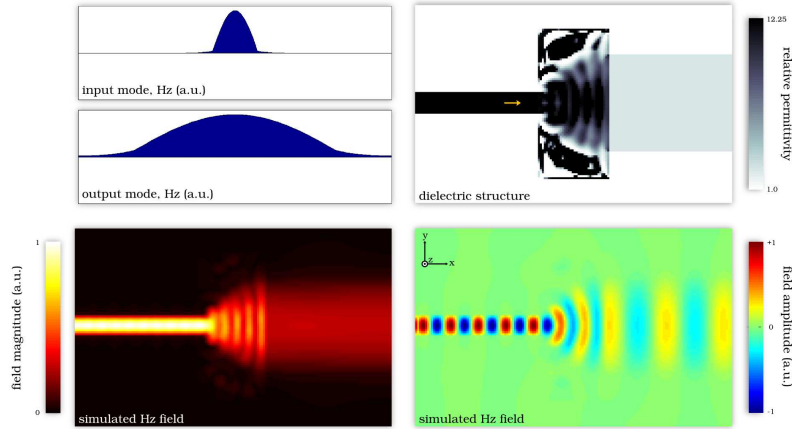 input mode, Hz (a.u.)
output mode, Hz (a.u.)
dielectric structure
12.25
relative permittivity
1.0
field magnitude (a.u.)
1
0
simulated Hz field
y
z
x
simulated Hz field
+1
0
-1
field amplitude (a.u.)